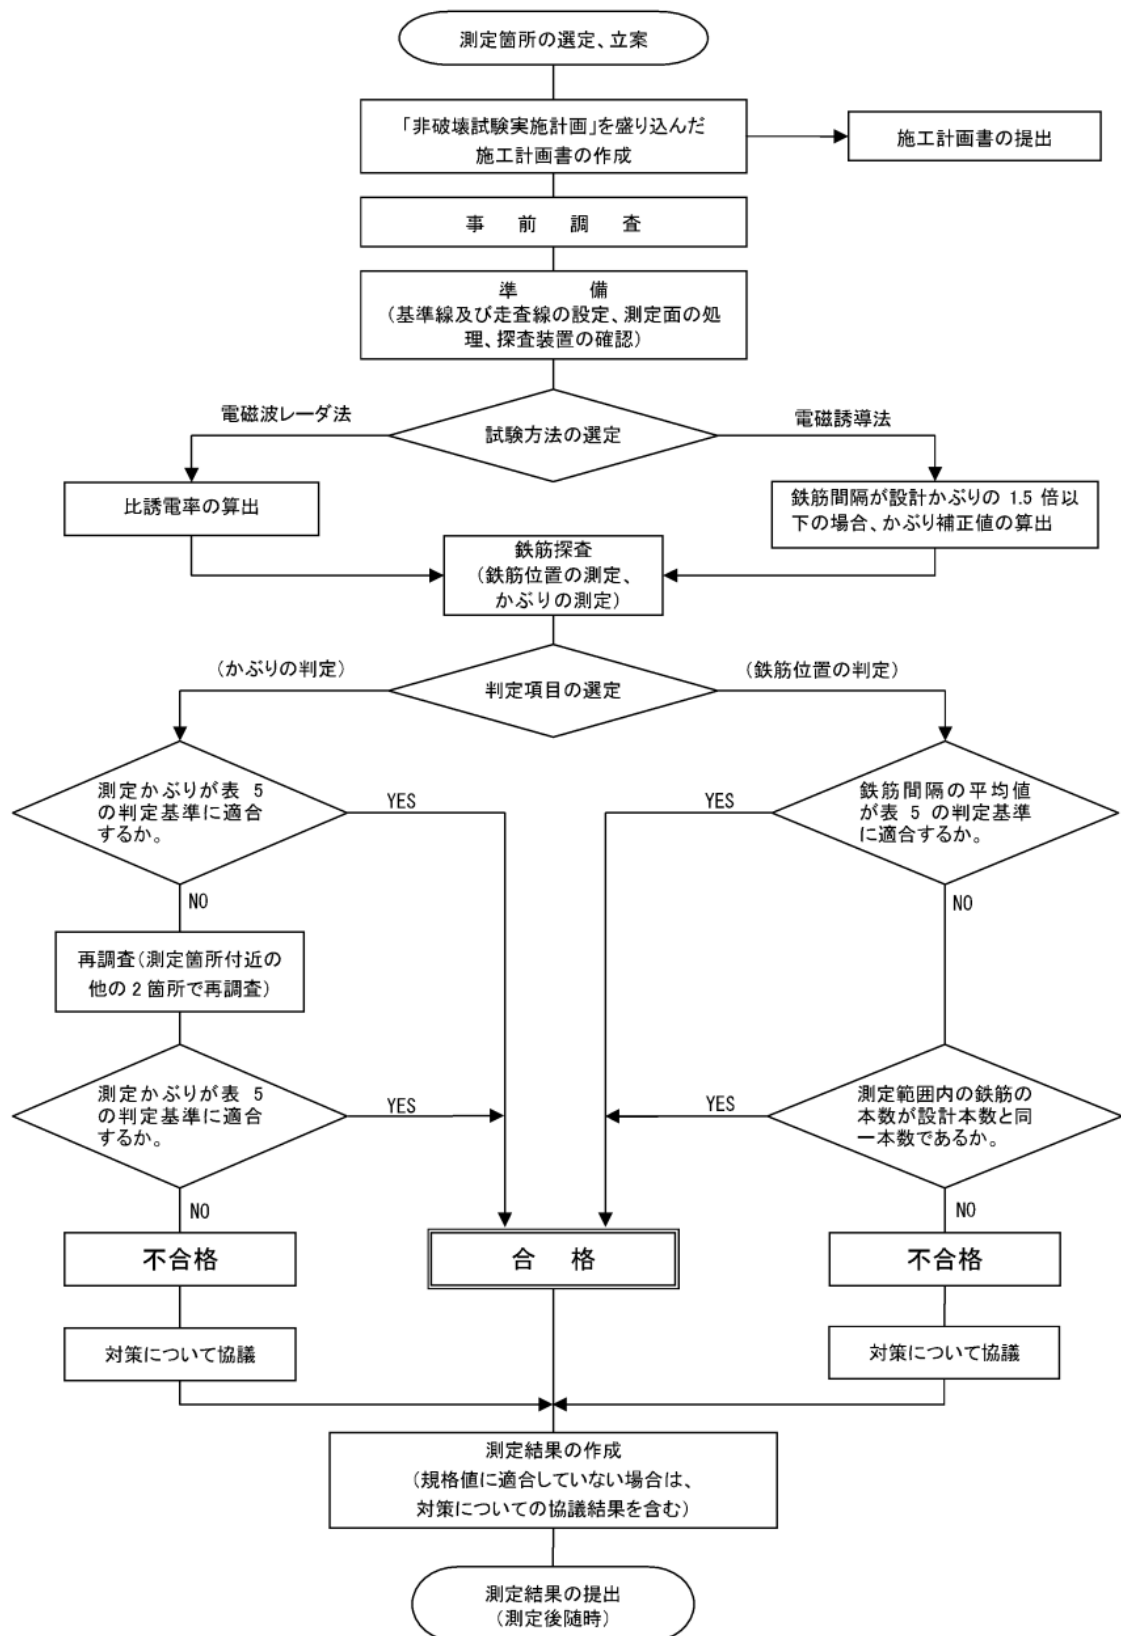 測定箇所の選定、立案
「非破壊試験実施計画」を盛り込んだ
施工計画書の作成
施工計画書の提出
事 前 調 査
準 備
(基準線及び走査線の設定、測定面の処
理、探査装置の確認)
電磁波レーダ法
試験方法の選定
電磁誘導法
比誘電率の算出
鉄筋間隔が設計かぶりの 1.5 倍以
下の場合、かぶり補正値の算出
鉄筋探査
(鉄筋位置の測定、
かぶりの測定)
(かぶりの判定)
判定項目の選定
(鉄筋位置の判定)
測定かぶりが表 5
の判定基準に適合
するか。
YES
YES
鉄筋間隔の平均値
が表 5 の判定基準
に適合するか。
NO
NO
再調査(測定箇所付近の
他の 2 箇所で再調査)
測定かぶりが表 5
の判定基準に適合
するか。
YES
YES
測定範囲内の鉄筋の
本数が設計本数と同
一本数であるか。
NO
NO
不合格
合 格
不合格
対策について協議
対策について協議
測定結果の作成
(規格値に適合していない場合は、
対策についての協議結果を含む)
測定結果の提出
(測定後随時)